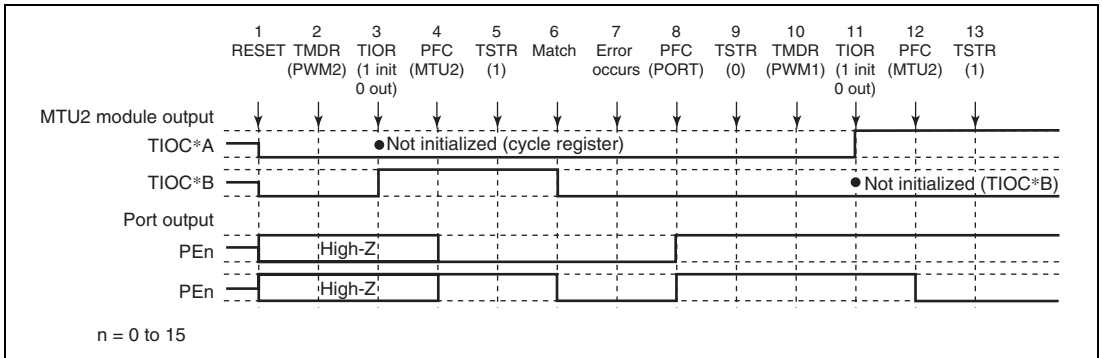 1 2 3 4 5 6 7 8 9 10 11 12 13
RESET TMDR TIOR PFC TSTR Match Error PFC TSTR TMDR TIOR PFC TSTR
(PWM2) (1 init (MTU2) (1) occurs (PORT) (0) (PWM1) (1 init (MTU2) (1)
0 out) 0 out)
MTU2 module output
TIOC*A ●Not initialized (cycle register)
TIOC*B ●Not initialized (TIOC*B)
Port output
PEn High-Z
PEn High-Z
n = 0 to 15